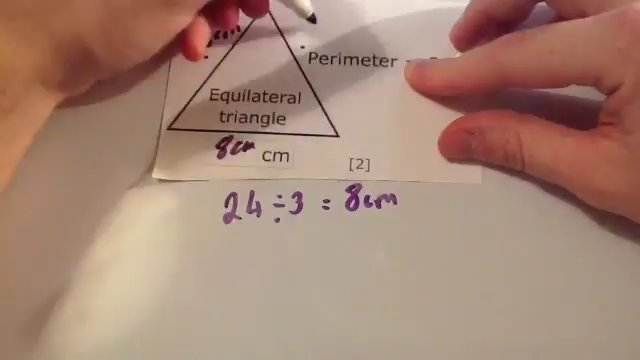 Perimeter
Equilateral
triangle
8cm cm
[2]
24 ÷ 3 = 8cm